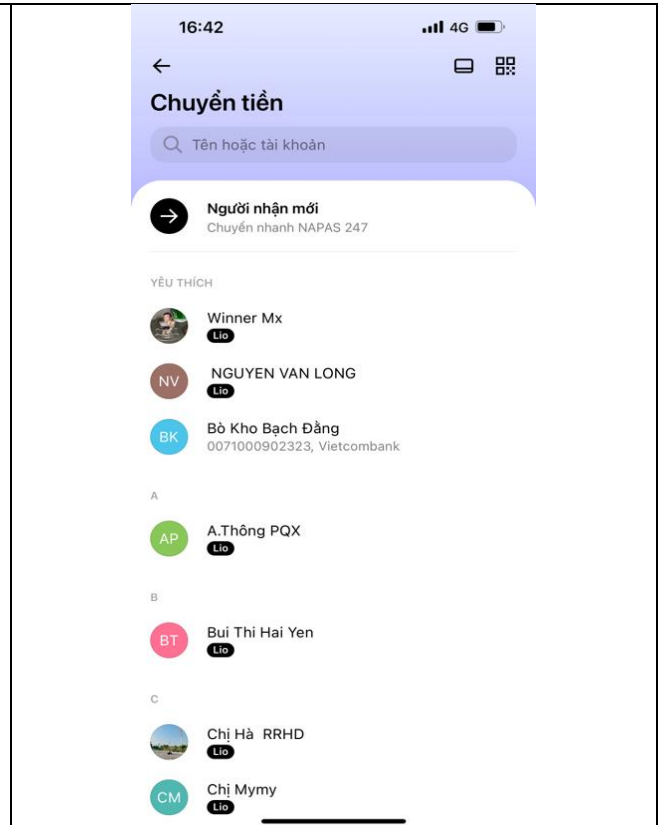 16:42
4G
Chuyển tiền
Tên hoặc tài khoản
Người nhận mới
Chuyển nhanh NAPAS 247
YÊU THÍCH
Winner Mx
Lio
NV
NGUYEN VAN LONG
Lio
BK
Bò Kho Bạch Đằng
0071000902323, Vietcombank
A
AP
A.Thông PQX
Lio
B
BT
Bui Thi Hai Yen
Lio
C
Chị Hà RRHD
Lio
CM
Chị Mymy
Lio